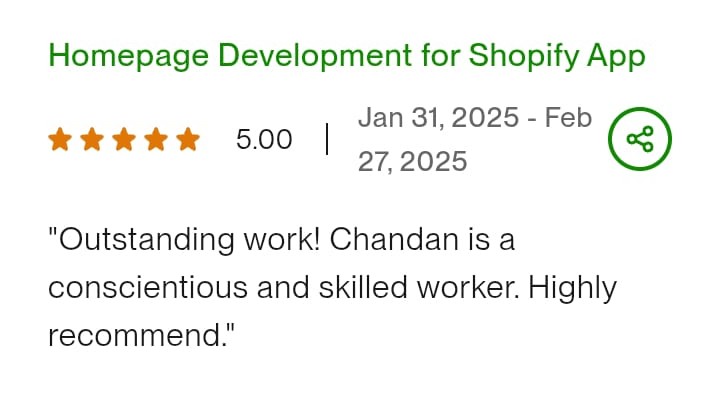 Homepage Development for Shopify App
5.00 | Jan 31, 2025 - Feb
27, 2025
"Outstanding work! Chandan is a
conscientious and skilled worker. Highly
recommend."